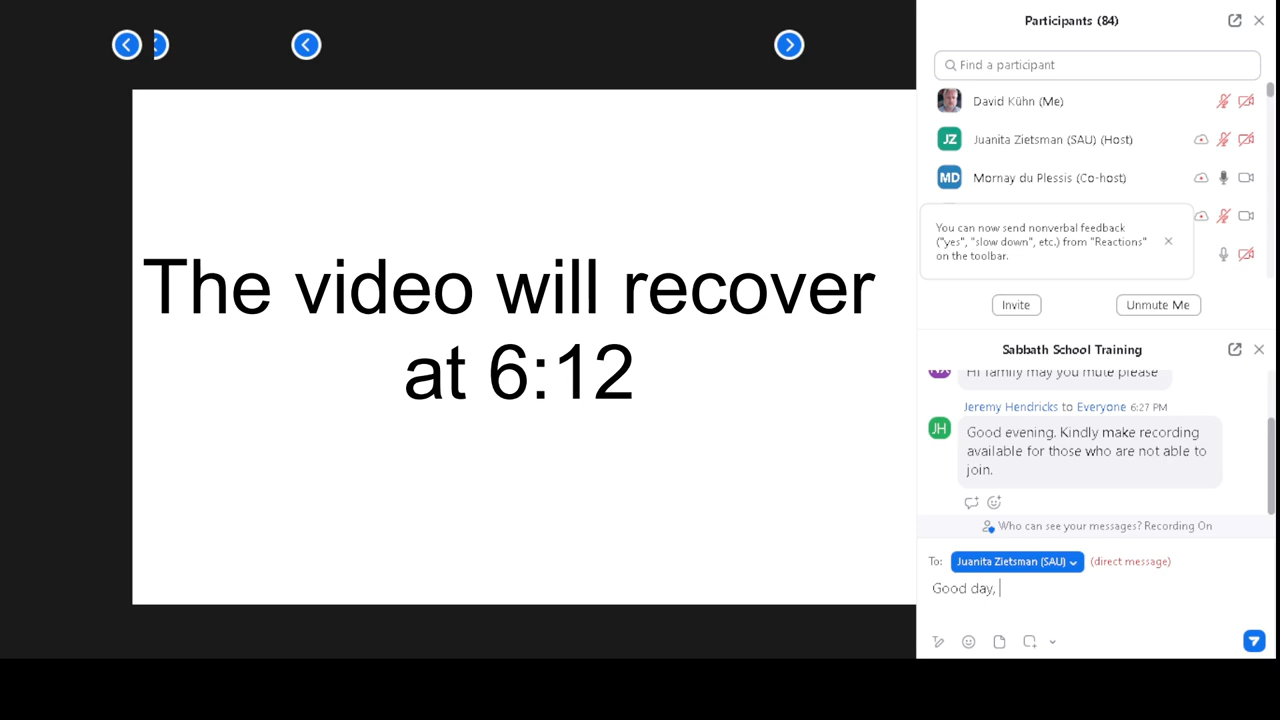 The video will recover
at 6:12
Participants (84)
Find a participant
David Kühn (Me)
JZ Juanita Zietsman (SAU) (Host)
MD Mornay du Plessis (Co-host)
You can now send nonverbal feedback
("yes", "slow down", etc.) from "Reactions"
on the toolbar.
Invite Unmute Me
Sabbath School Training
Hi family may you mute please
Jeremy Hendricks to Everyone 6:27 PM
JH Good evening. Kindly make recording
available for those who are not able to
join.
Who can see your messages? Recording On
To: Juanita Zietsman (SAU) (direct message)
Good day,